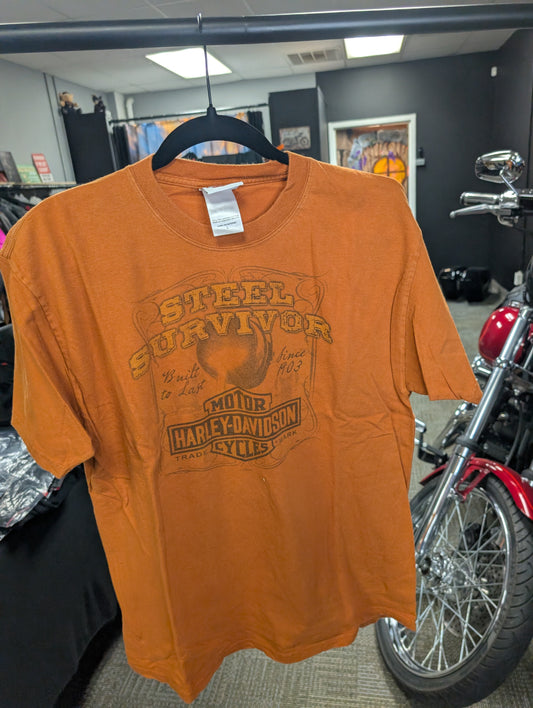 STEEL
SURVIVOR
Built Since
to Last 1903
MOTOR
HARLEY-DAVIDSON
CYCLES
TRADE MARK